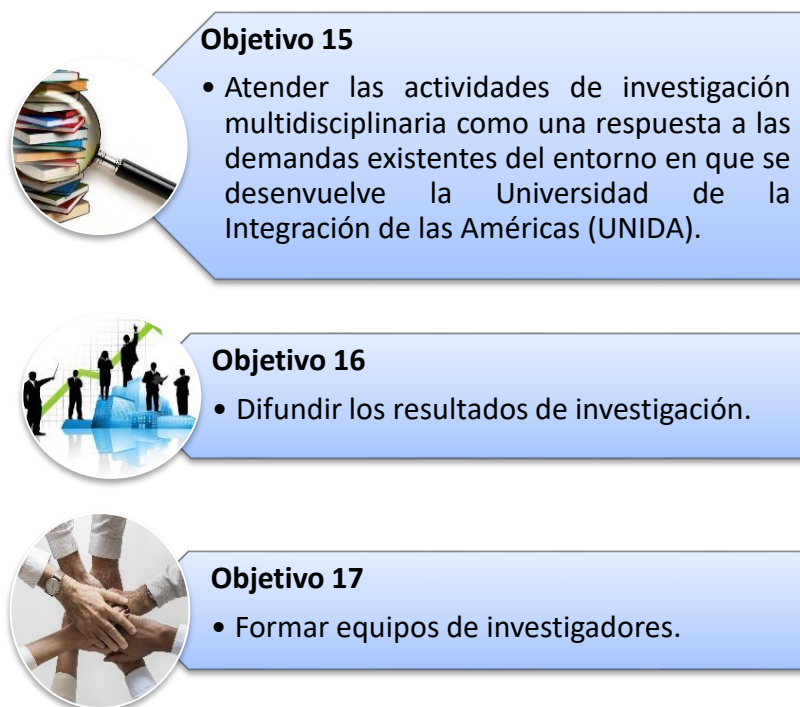 Objetivo 15
• Atender las actividades de investigación
multidisciplinaria como una respuesta a las
demandas existentes del entorno en que se
desenvuelve la Universidad de la
Integración de las Américas (UNIDA).
Objetivo 16
• Difundir los resultados de investigación.
Objetivo 17
• Formar equipos de investigadores.